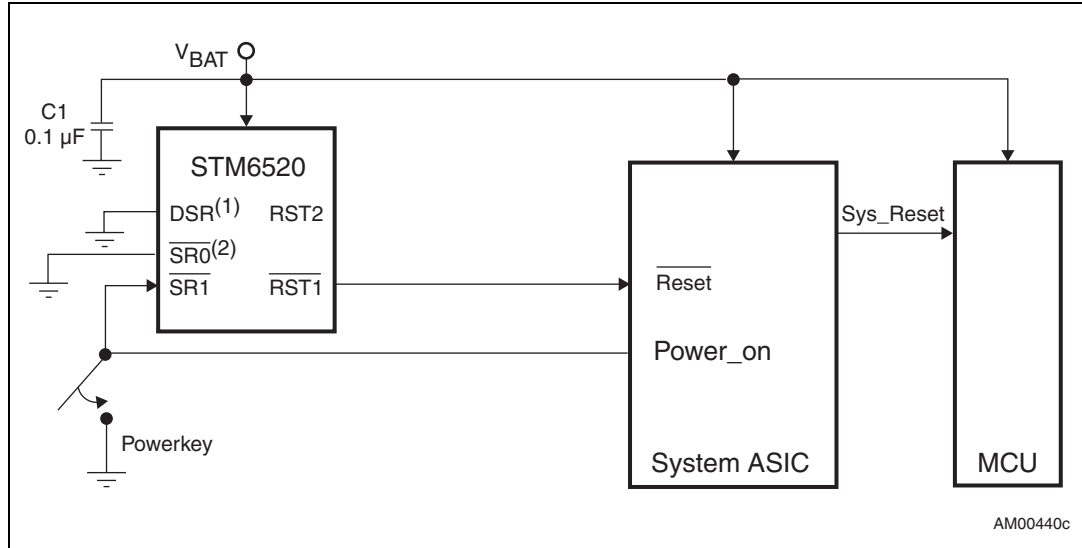 VBAT
C1
0.1 µF
STM6520
DSR(1) RST2
SR0(2)
SR1 RST1
Sys_Reset
Reset
Power_on
Powerkey
System ASIC
MCU
AM00440c